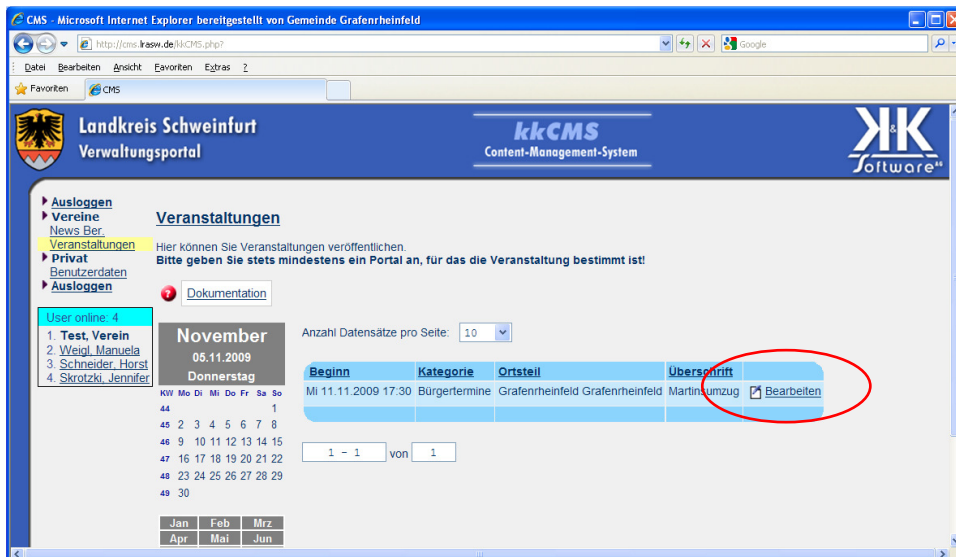 CMS - Microsoft Internet Explorer bereitgestellt von Gemeinde Grafenrheinfeld
http://cms.lrasw.de/kkCMS.php?
Google
Datei Bearbeiten Ansicht Favoriten Extras ?
Favoriten CMS
Landkreis Schweinfurt
Verwaltungsportal
kkCMS
Content-Management-System
K&K
Software AG
Ausloggen
Vereine
News Ber.
Veranstaltungen
Privat
Benutzerdaten
Ausloggen
User online: 4
1. Test, Verein
2. Weigl, Manuela
3. Schneider, Horst
4. Skrotzki, Jennifer
Veranstaltungen
Hier können Sie Veranstaltungen veröffentlichen.
Bitte geben Sie stets mindestens ein Portal an, für das die Veranstaltung bestimmt ist!
? Dokumentation
November
05.11.2009
Donnerstag
KW Mo Di Mi Do Fr Sa So
44 1
45 2 3 4 5 6 7 8
46 9 10 11 12 13 14 15
47 16 17 18 19 20 21 22
48 23 24 25 26 27 28 29
49 30
Jan Feb Mrz
Apr Mai Jun
Anzahl Datensätze pro Seite: 10
Beginn Kategorie Ortsteil Überschrift
Mi 11.11.2009 17:30 Bürgertermine Grafenrheinfeld Grafenrheinfeld Martinsumzug Bearbeiten
1 - 1 von 1